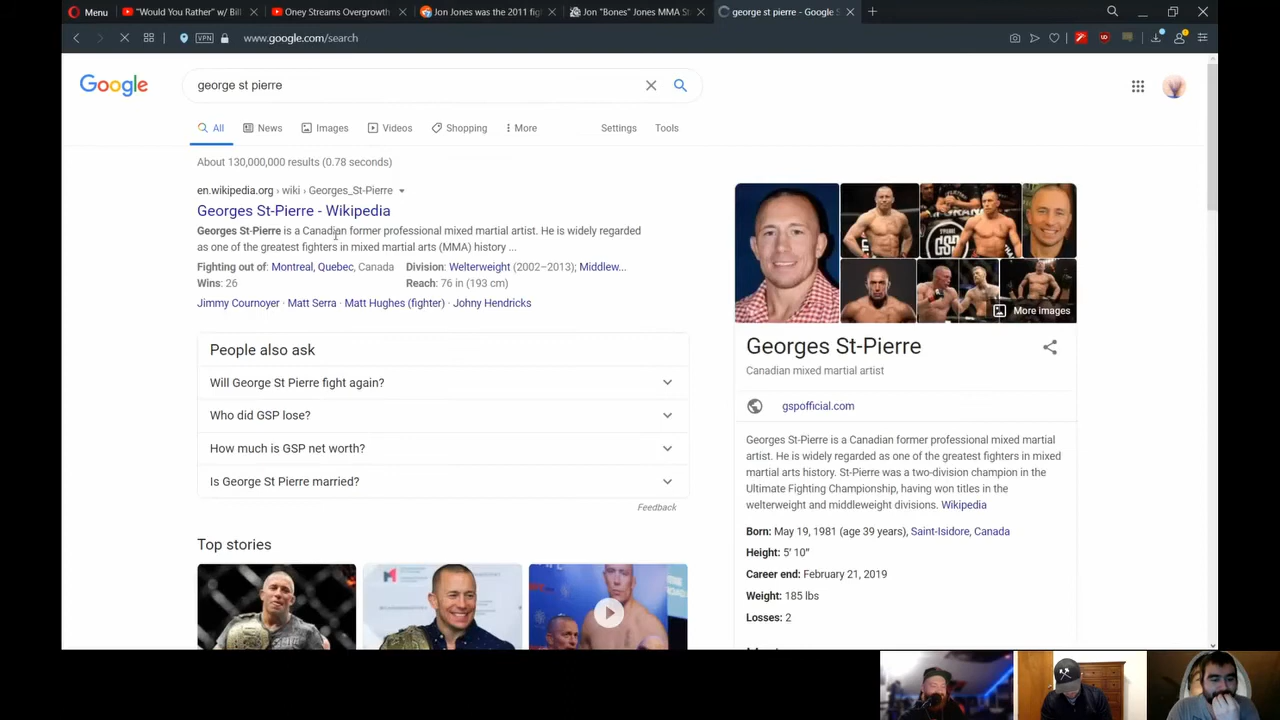 Menu
"Would You Rather" w/ Bil
Oney Streams Overgrowth
Jon Jones was the 2011 fig
Jon "Bones" Jones MMA St
george st pierre - Google S
VPN
www.google.com/search
Google
george st pierre
All
News
Images
Videos
Shopping
More
Settings
Tools
About 130,000,000 results (0.78 seconds)
en.wikipedia.org › wiki › Georges_St-Pierre
Georges St-Pierre - Wikipedia
Georges St-Pierre is a Canadian former professional mixed martial artist. He is widely regarded
as one of the greatest fighters in mixed martial arts (MMA) history ...
Fighting out of: Montreal, Quebec, Canada Division: Welterweight (2002–2013); Middlew...
Wins: 26 Reach: 76 in (193 cm)
Jimmy Cournoyer · Matt Serra · Matt Hughes (fighter) · Johny Hendricks
People also ask
Will George St Pierre fight again?
Who did GSP lose?
How much is GSP net worth?
Is George St Pierre married?
Feedback
Top stories
GSP
More images
Georges St-Pierre
Canadian mixed martial artist
gspofficial.com
Georges St-Pierre is a Canadian former professional mixed martial
artist. He is widely regarded as one of the greatest fighters in mixed
martial arts history. St-Pierre was a two-division champion in the
Ultimate Fighting Championship, having won titles in the
welterweight and middleweight divisions. Wikipedia
Born: May 19, 1981 (age 39 years), Saint-Isidore, Canada
Height: 5′ 10″
Career end: February 21, 2019
Weight: 185 lbs
Losses: 2